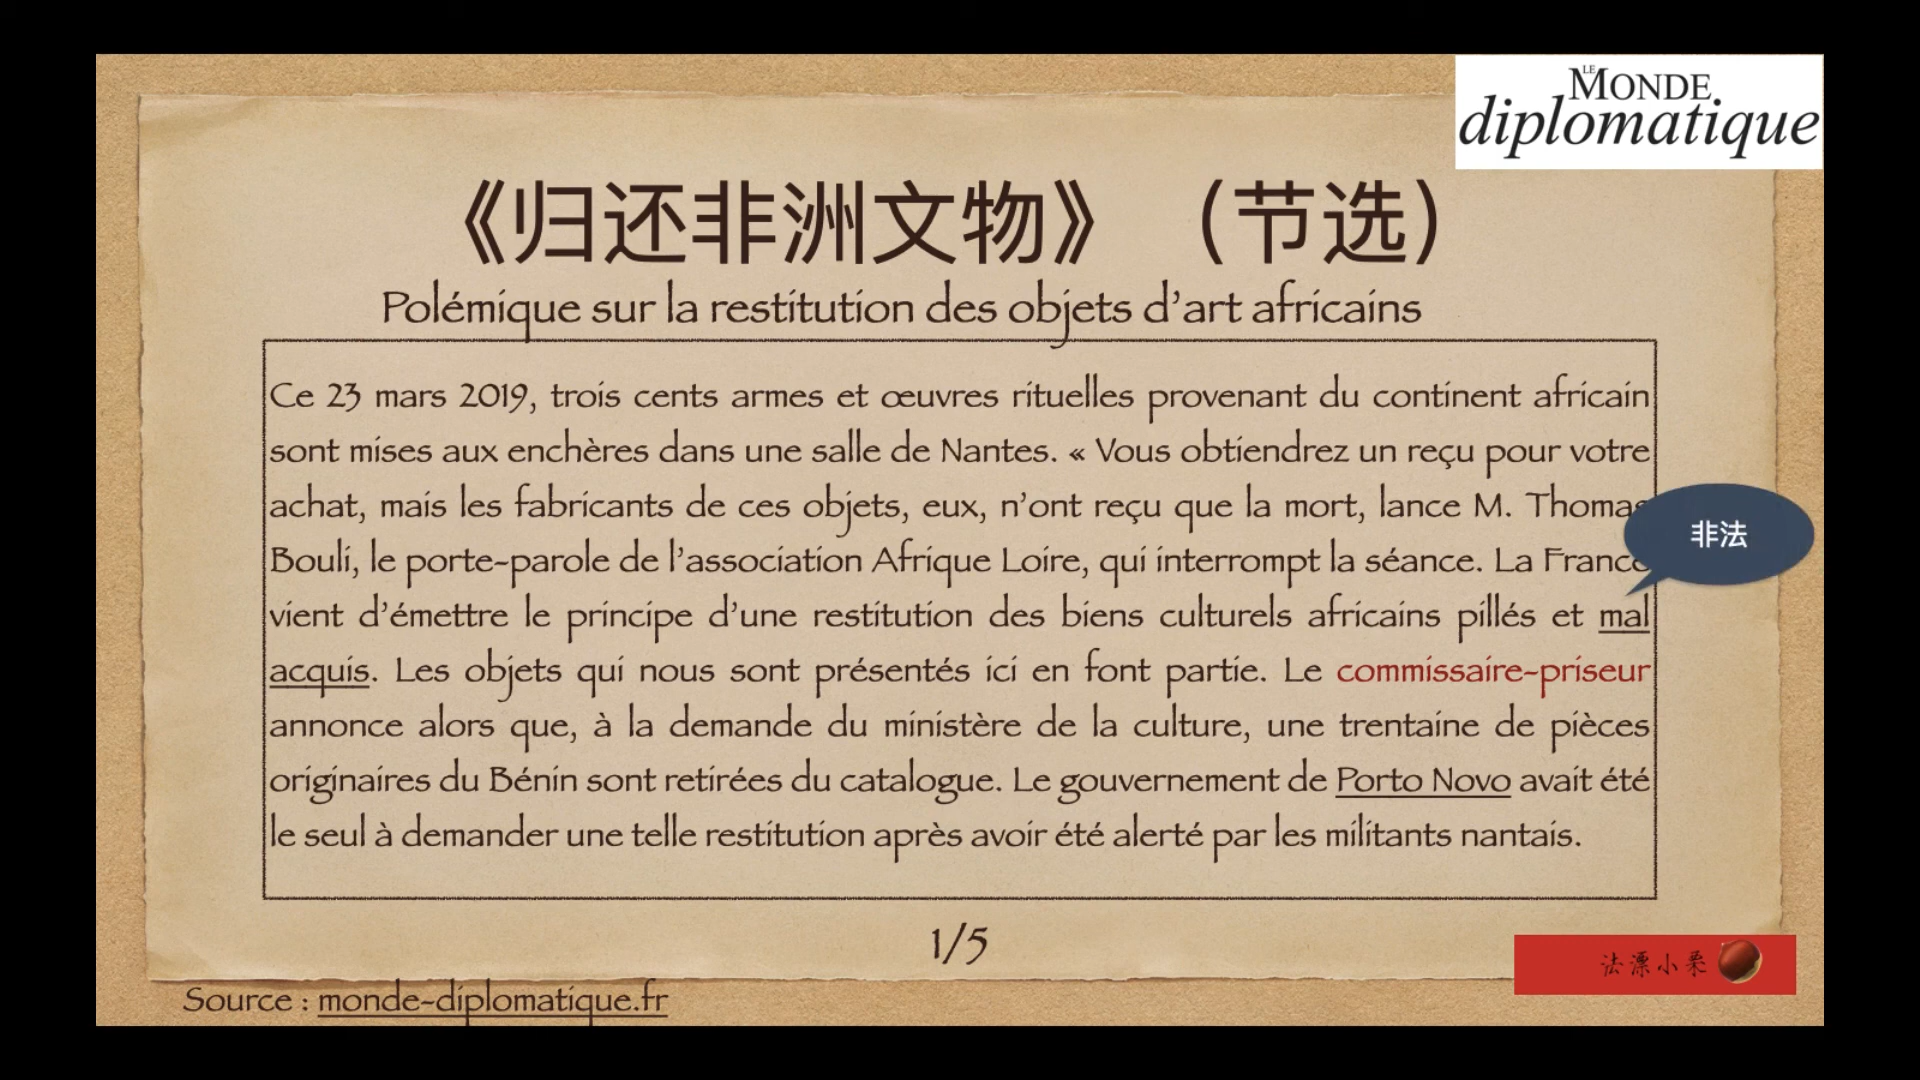 LE
MONDE
diplomatique
《归还非洲文物》（节选）
Polémique sur la restitution des objets d’art africains
Ce 23 mars 2019, trois cents armes et œuvres rituelles provenant du continent africain
sont mises aux enchères dans une salle de Nantes. « Vous obtiendrez un reçu pour votre
achat, mais les fabricants de ces objets, eux, n’ont reçu que la mort, lance M. Thomas
Bouli, le porte-parole de l’association Afrique Loire, qui interrompt la séance. La France
非法
vient d’émettre le principe d’une restitution des biens culturels africains pillés et mal
acquis. Les objets qui nous sont présentés ici en font partie. Le commissaire-priseur
annonce alors que, à la demande du ministère de la culture, une trentaine de pièces
originaires du Bénin sont retirées du catalogue. Le gouvernement de Porto Novo avait été
le seul à demander une telle restitution après avoir été alerté par les militants nantais.
1/5
法漂小栗
Source : monde-diplomatique.fr